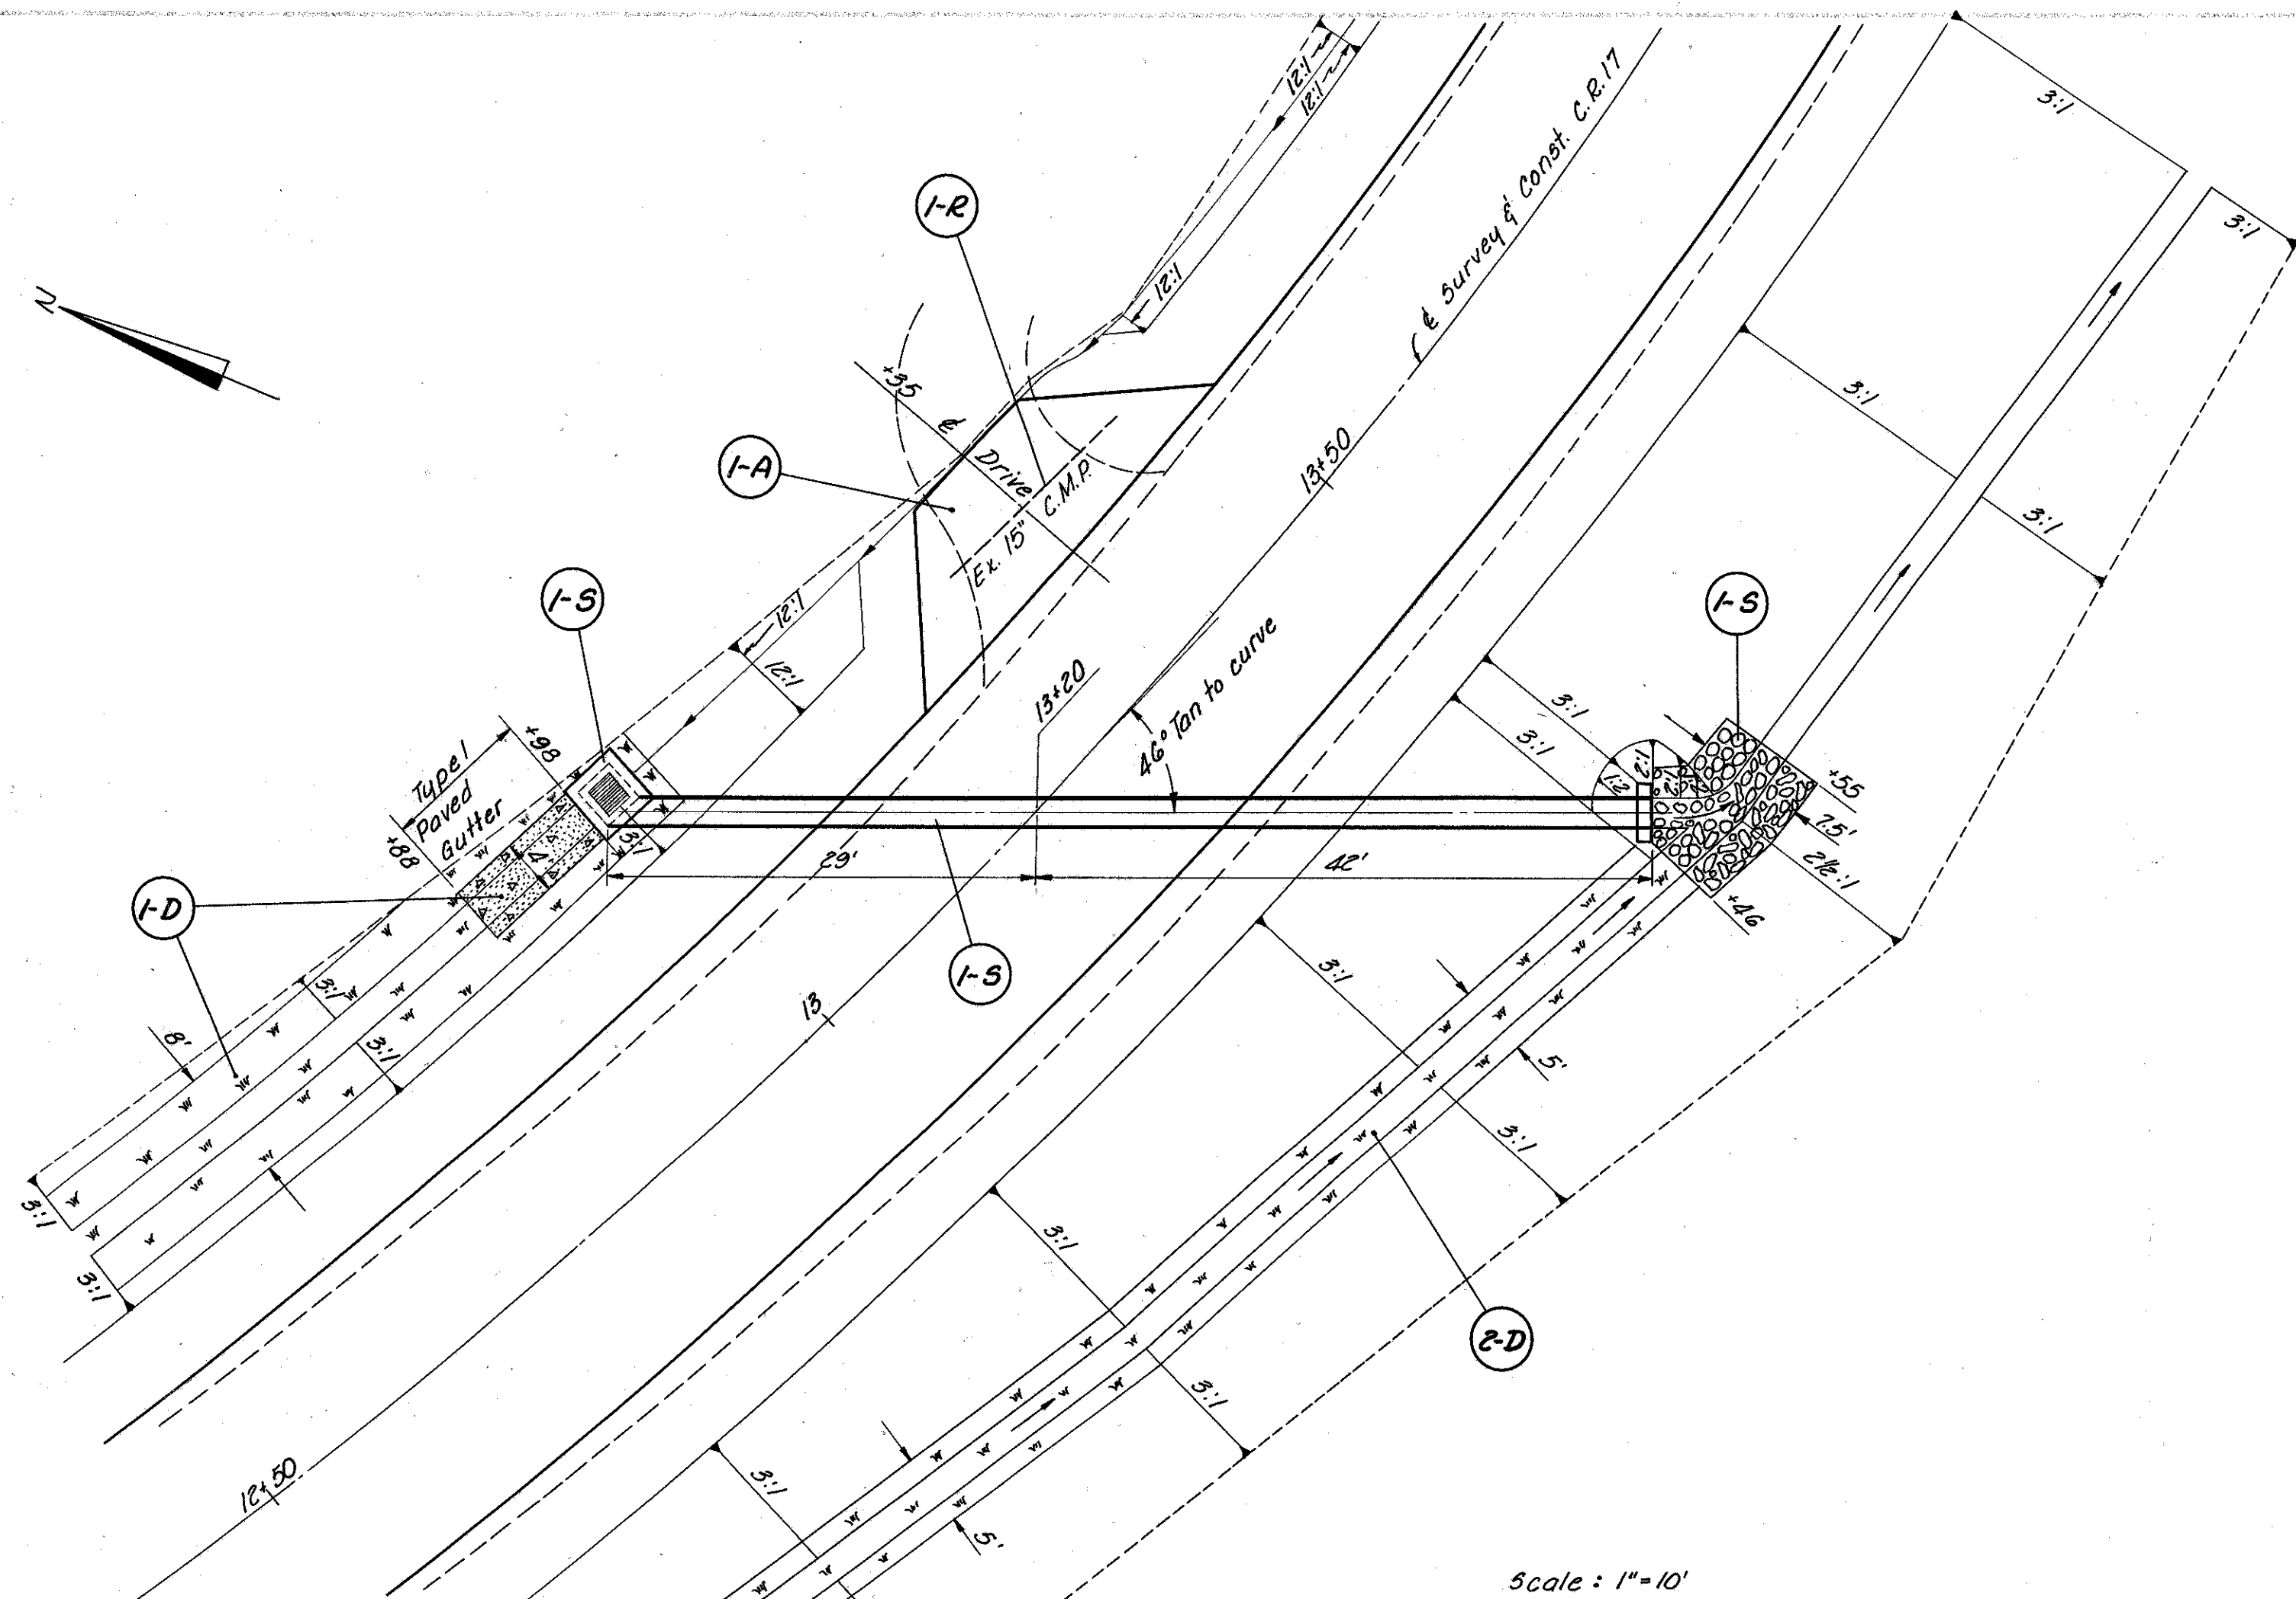 12:1
12:1
3:1
℄ Survey & Const. C.R. 17
1-R
3:1
12:1
N
+35
℄
Drive
1-A
Ex. 15" C.M.P.
13+50
3:1
3:1
1-S
12:1
12:1
13+20
46° Tan to curve
1-S
3:1
3:1
2:1
2:1
2:1
+98
Type 1
Paved
Gutter
+88
4'
3:1
29'
42'
+55
7.5'
2½:1
+46
1-D
1-S
3:1
3:1
8'
13
3:1
5'
3:1
3:1
3:1
3:1
2-D
3:1
12+50
3:1
5'
Scale: 1"=10'